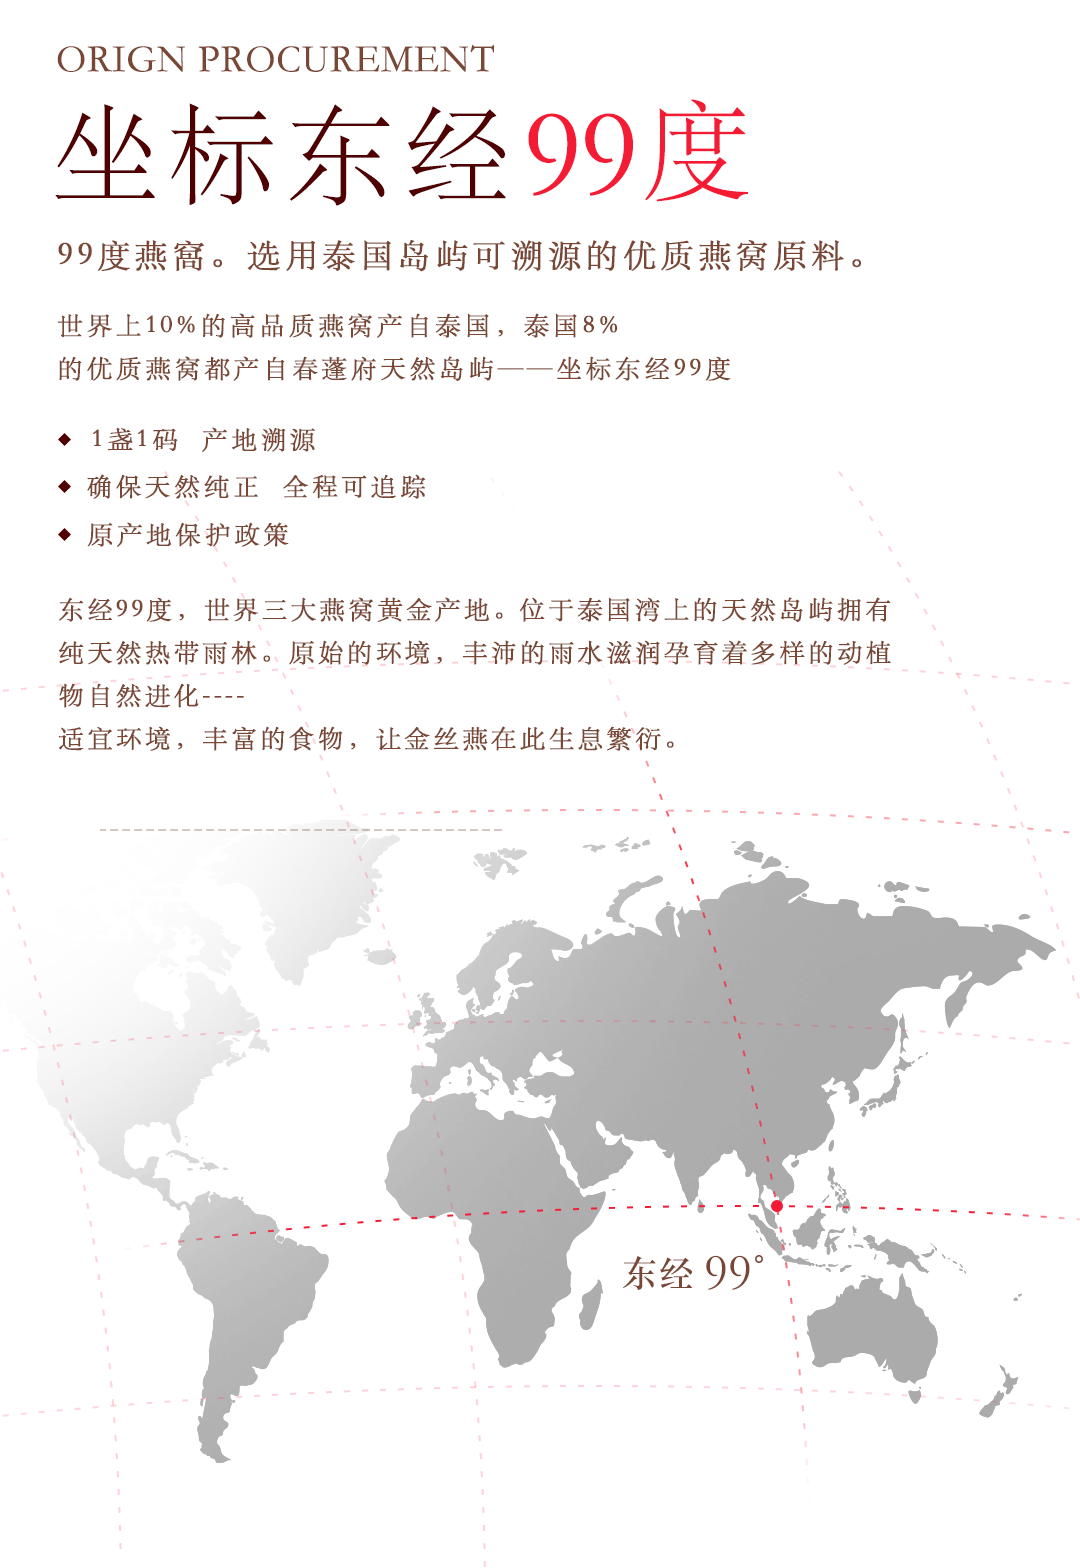 ORIGN PROCUREMENT
坐标东经99度
99度燕窩。选用泰国岛屿可溯源的优质燕窝原料。
世界上10%的高品质燕窝产自泰国，泰国8%
的优质燕窝都产自春蓬府天然岛屿——坐标东经99度
◆ 1盏1码 产地溯源
◆ 确保天然纯正 全程可追踪
◆ 原产地保护政策
东经99度，世界三大燕窝黄金产地。位于泰国湾上的天然岛屿拥有
纯天然热带雨林。原始的环境，丰沛的雨水滋润孕育着多样的动植
物自然进化----
适宜环境，丰富的食物，让金丝燕在此生息繁衍。
东经 99°